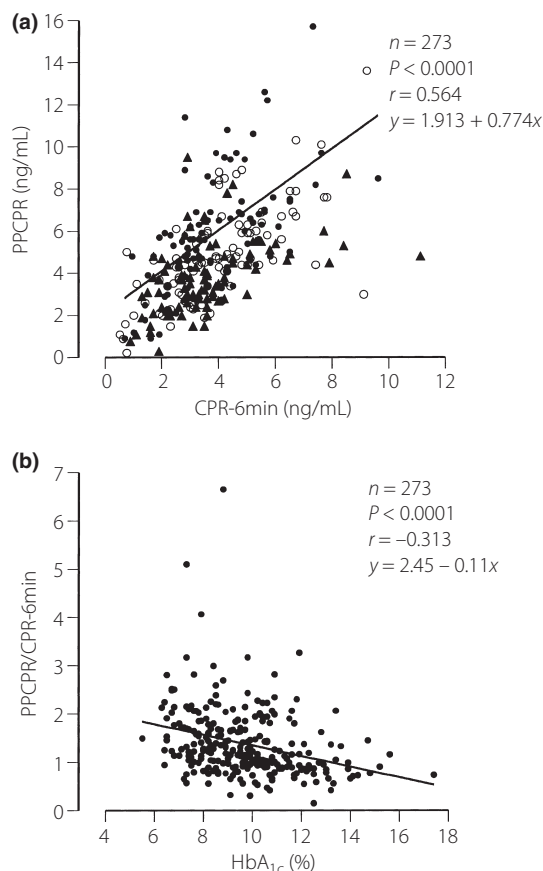 (a)
16
14
12
10
8
6
4
2
0
PPCPR (ng/mL)
n = 273
P < 0.0001
r = 0.564
y = 1.913 + 0.774x
0 2 4 6 8 10 12
CPR-6min (ng/mL)
(b)
7
6
5
4
3
2
1
0
PPCPR/CPR-6min
n = 273
P < 0.0001
r = –0.313
y = 2.45 – 0.11x
4 6 8 10 12 14 16 18
HbA1c (%)